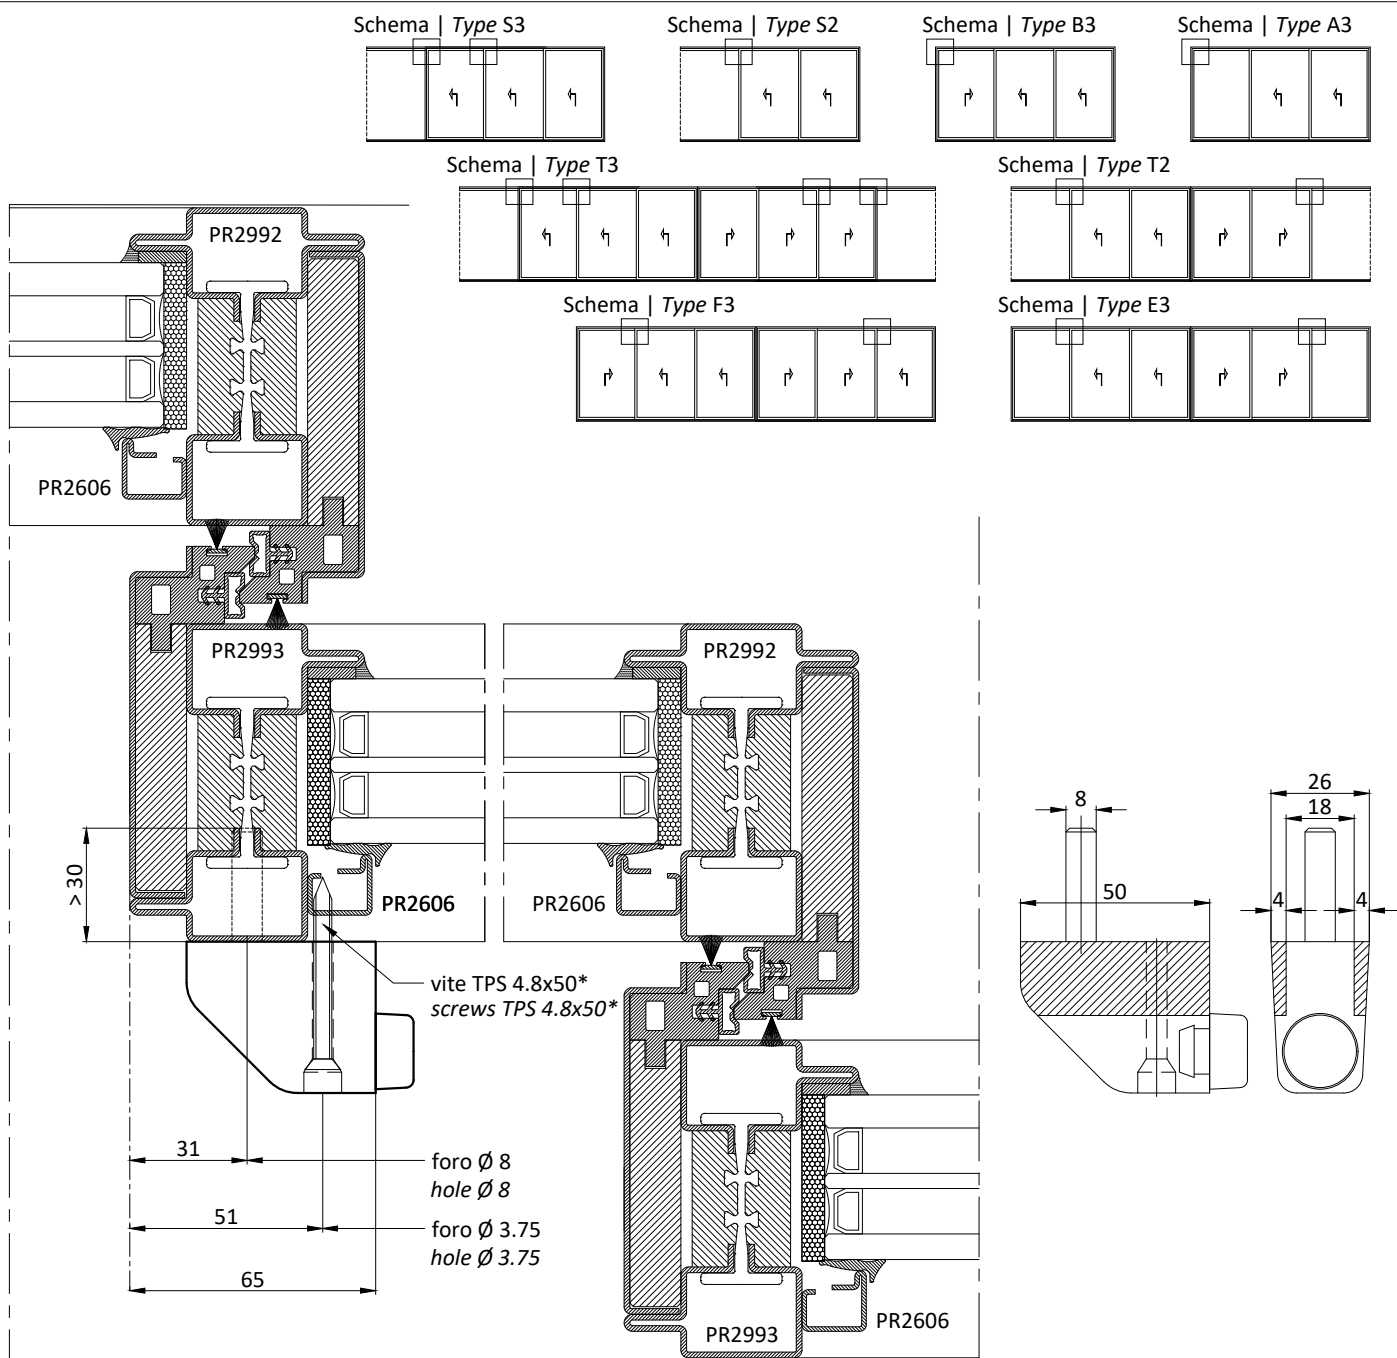 Schema | Type S3
Schema | Type S2
Schema | Type B3
Schema | Type A3
Schema | Type T3
Schema | Type T2
Schema | Type F3
Schema | Type E3
PR2992
PR2606
PR2993
PR2992
> 30
PR2606
PR2606
vite TPS 4.8x50*
screws TPS 4.8x50*
31
foro Ø 8
hole Ø 8
51
foro Ø 3.75
hole Ø 3.75
65
PR2606
PR2993
8
50
26
18
4
4